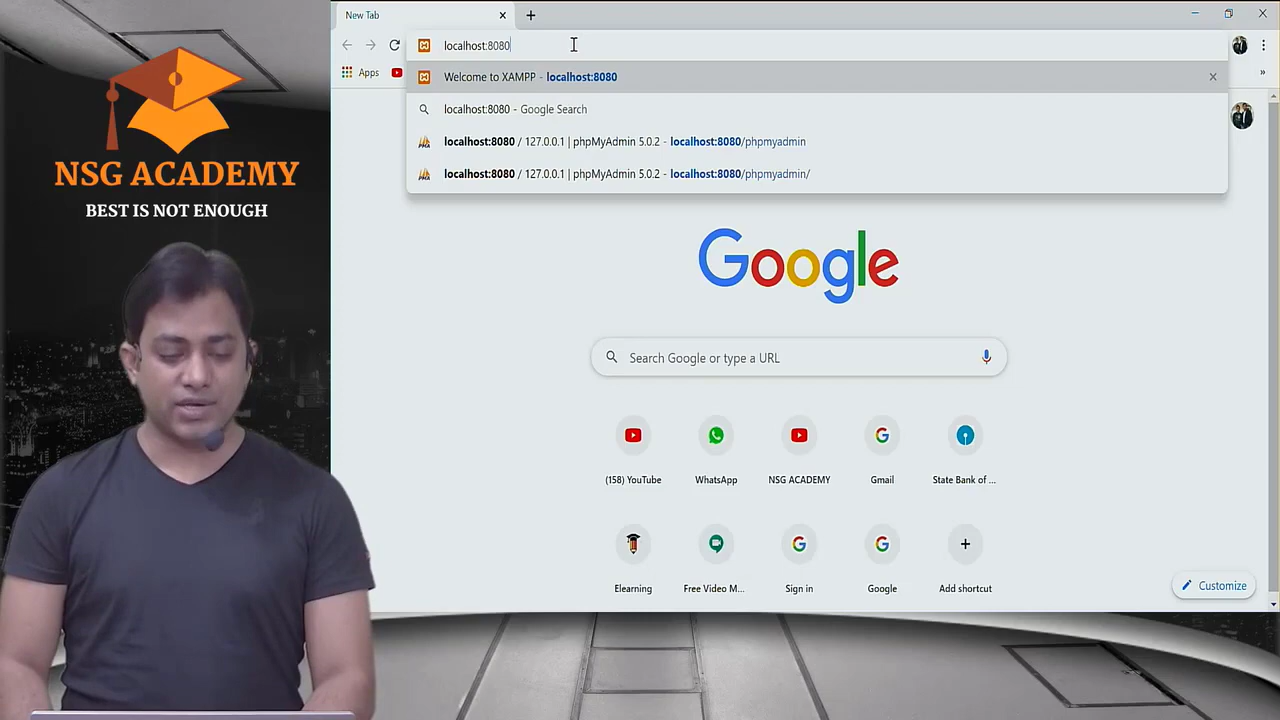 NSG ACADEMY
BEST IS NOT ENOUGH
New Tab
localhost:8080
Apps
Welcome to XAMPP - localhost:8080
localhost:8080 - Google Search
localhost:8080 / 127.0.0.1 | phpMyAdmin 5.0.2 - localhost:8080/phpmyadmin
localhost:8080 / 127.0.0.1 | phpMyAdmin 5.0.2 - localhost:8080/phpmyadmin/
Google
Search Google or type a URL
(158) YouTube
WhatsApp
NSG ACADEMY
Gmail
State Bank of ...
Elearning
Free Video M...
Sign in
Google
Add shortcut
Customize